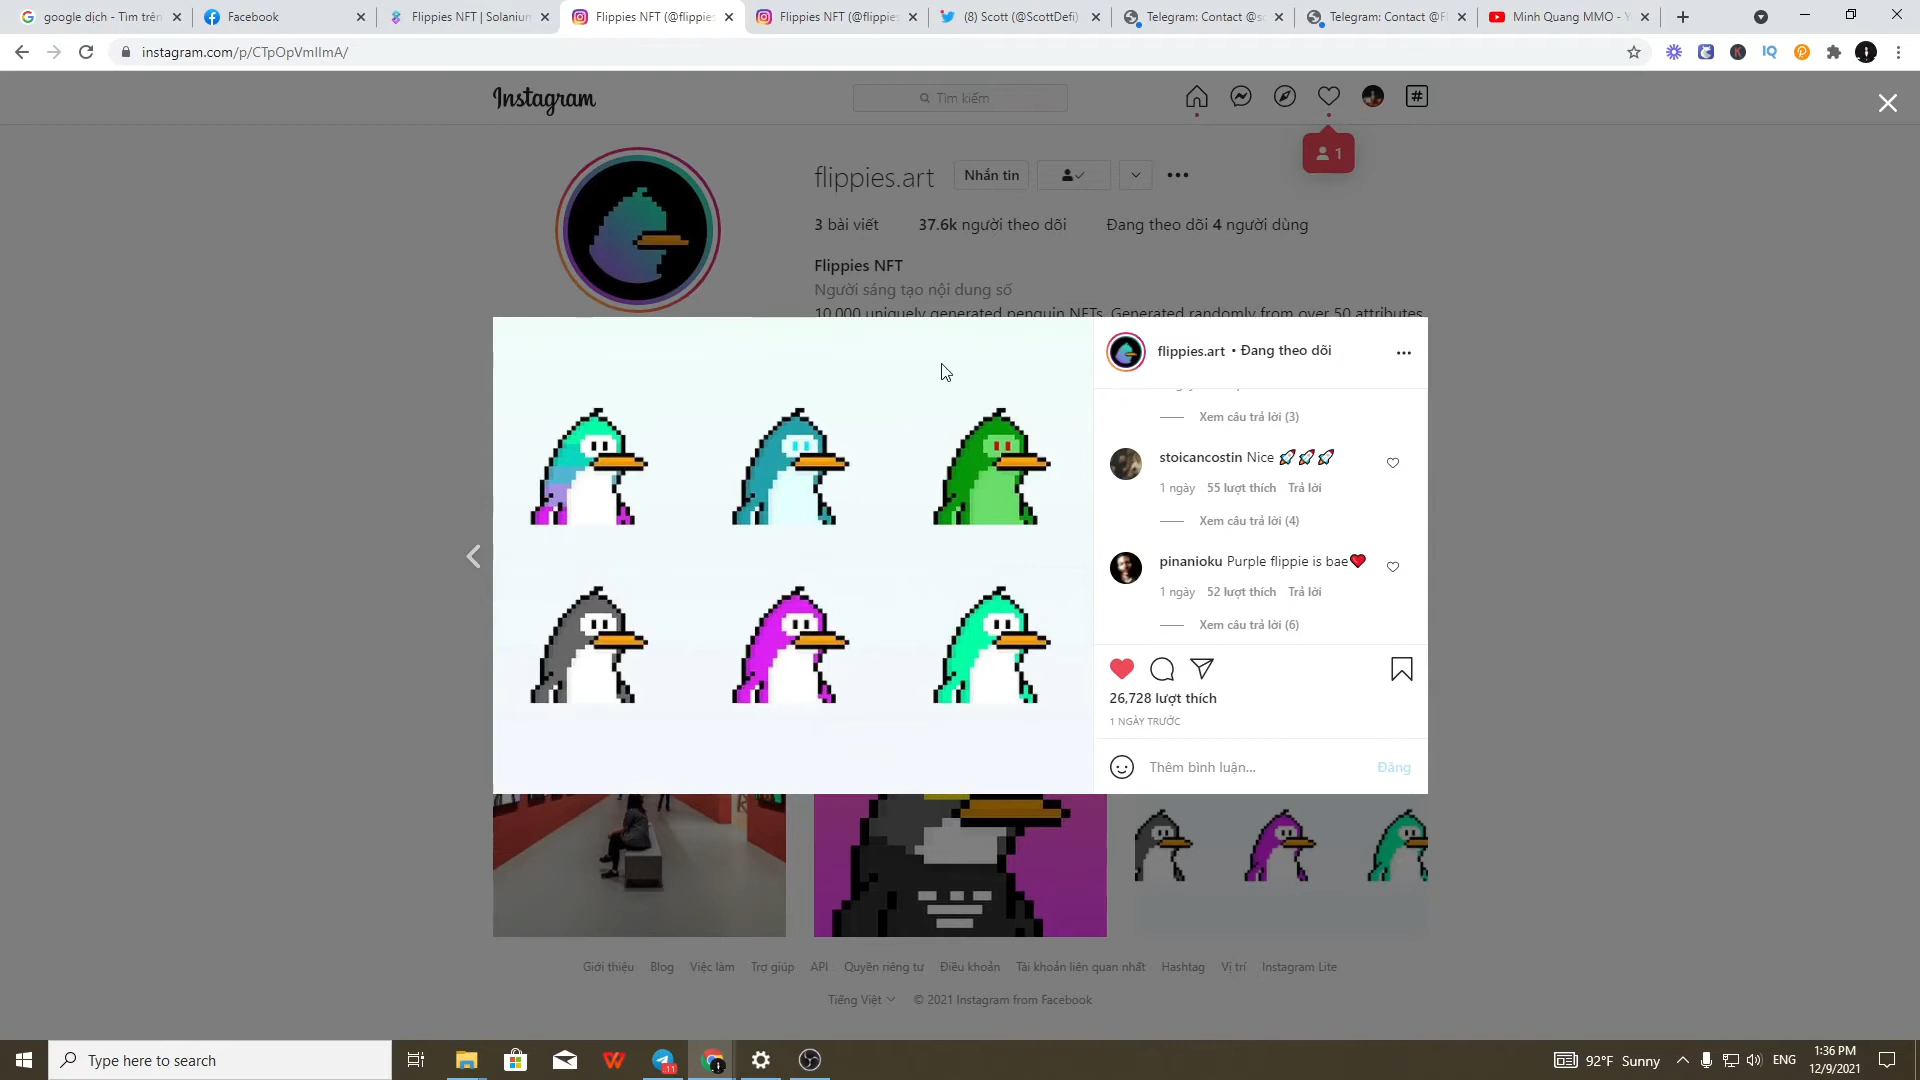 google dịch - Tìm trên
Facebook
Flippies NFT | Solanium
Flippies NFT (@flippies
Flippies NFT (@flippies
(8) Scott (@ScottDefi)
Telegram: Contact @sc
Telegram: Contact @Fl
Minh Quang MMO - Y
instagram.com/p/CTpOpVmIlmA/
IQ
Instagram
Tìm kiếm
1
flippies.art
Nhắn tin
3 bài viết
37.6k người theo dõi
Đang theo dõi 4 người dùng
Flippies NFT
Người sáng tạo nội dung số
10,000 uniquely generated penguin NFTs. Generated randomly from over 50 attributes
flippies.art • Đang theo dõi
Xem câu trả lời (3)
stoicancostin Nice 🚀🚀🚀
1 ngày 55 lượt thích Trả lời
Xem câu trả lời (4)
pinanioku Purple flippie is bae❤️
1 ngày 52 lượt thích Trả lời
Xem câu trả lời (6)
26,728 lượt thích
1 NGÀY TRƯỚC
Thêm bình luận...
Đăng
Giới thiệu Blog Việc làm Trợ giúp API Quyền riêng tư Điều khoản Tài khoản liên quan nhất Hashtag Vị trí Instagram Lite
Tiếng Việt © 2021 Instagram from Facebook
Type here to search
11
92°F Sunny
ENG
1:36 PM
12/9/2021